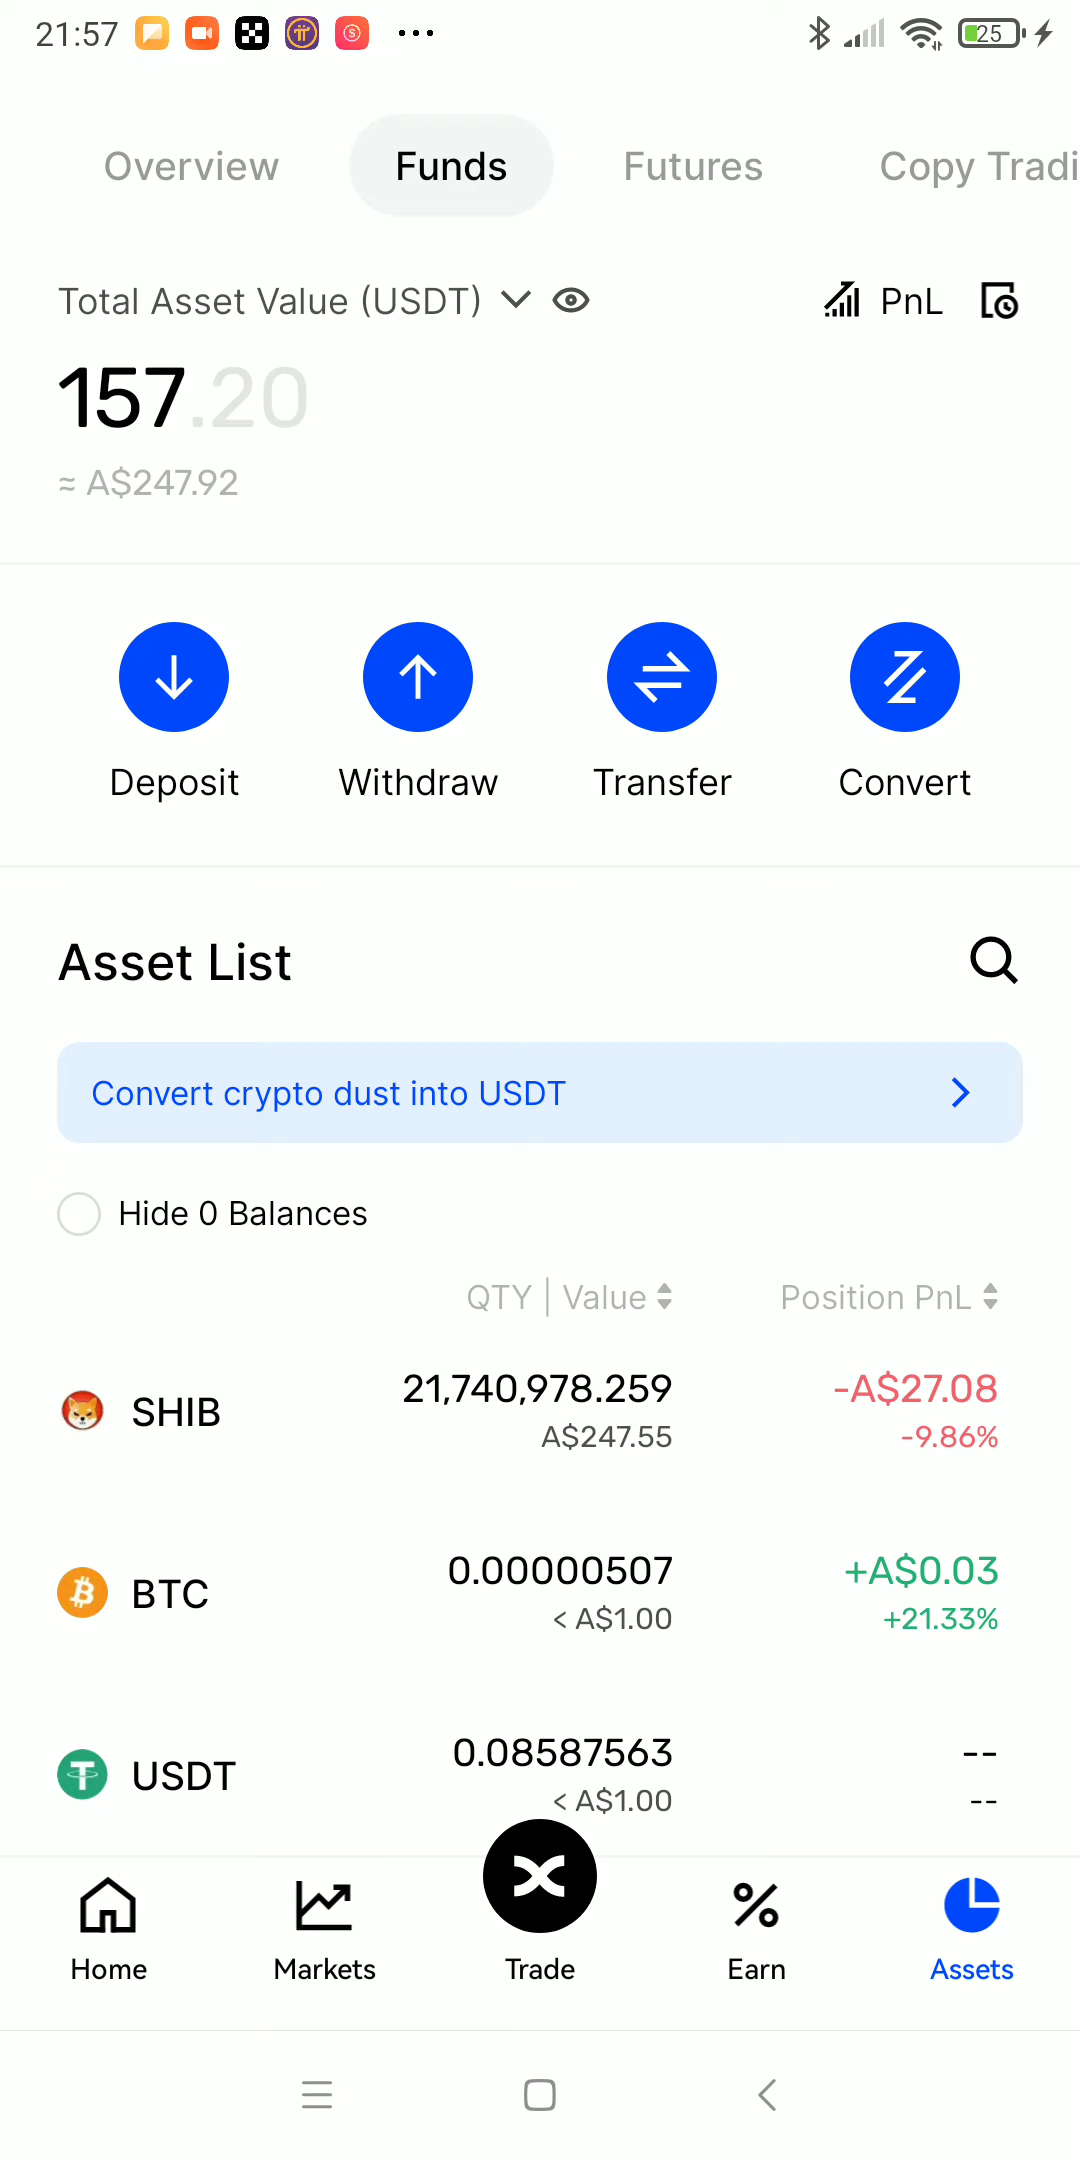 21:57
25
Overview Funds Futures Copy Tradi
Total Asset Value (USDT) PnL
157.20
≈ A$247.92
Deposit Withdraw Transfer Convert
Asset List
Convert crypto dust into USDT
Hide 0 Balances
QTY | Value Position PnL
SHIB 21,740,978.259 -A$27.08
A$247.55 -9.86%
BTC 0.00000507 +A$0.03
< A$1.00 +21.33%
USDT 0.08587563 --
< A$1.00 --
Home Markets Trade Earn Assets